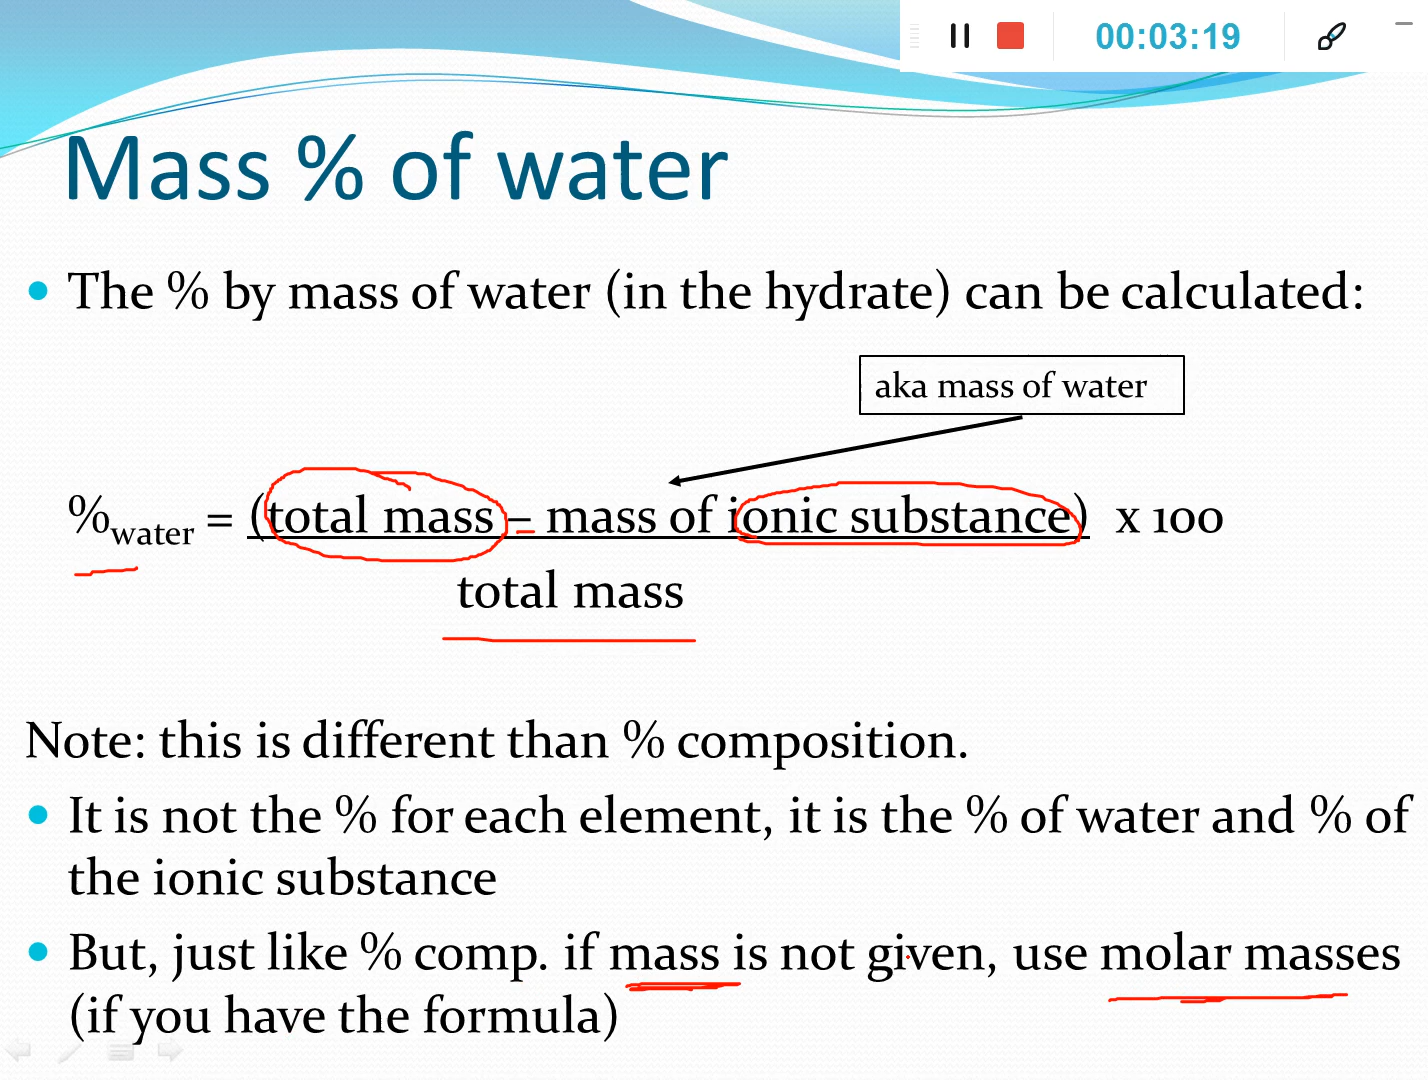 00:03:19
Mass % of water
• The % by mass of water (in the hydrate) can be calculated:
aka mass of water
%water = (total mass – mass of ionic substance) x 100
total mass
Note: this is different than % composition.
• It is not the % for each element, it is the % of water and % of
the ionic substance
• But, just like % comp. if mass is not given, use molar masses
(if you have the formula)